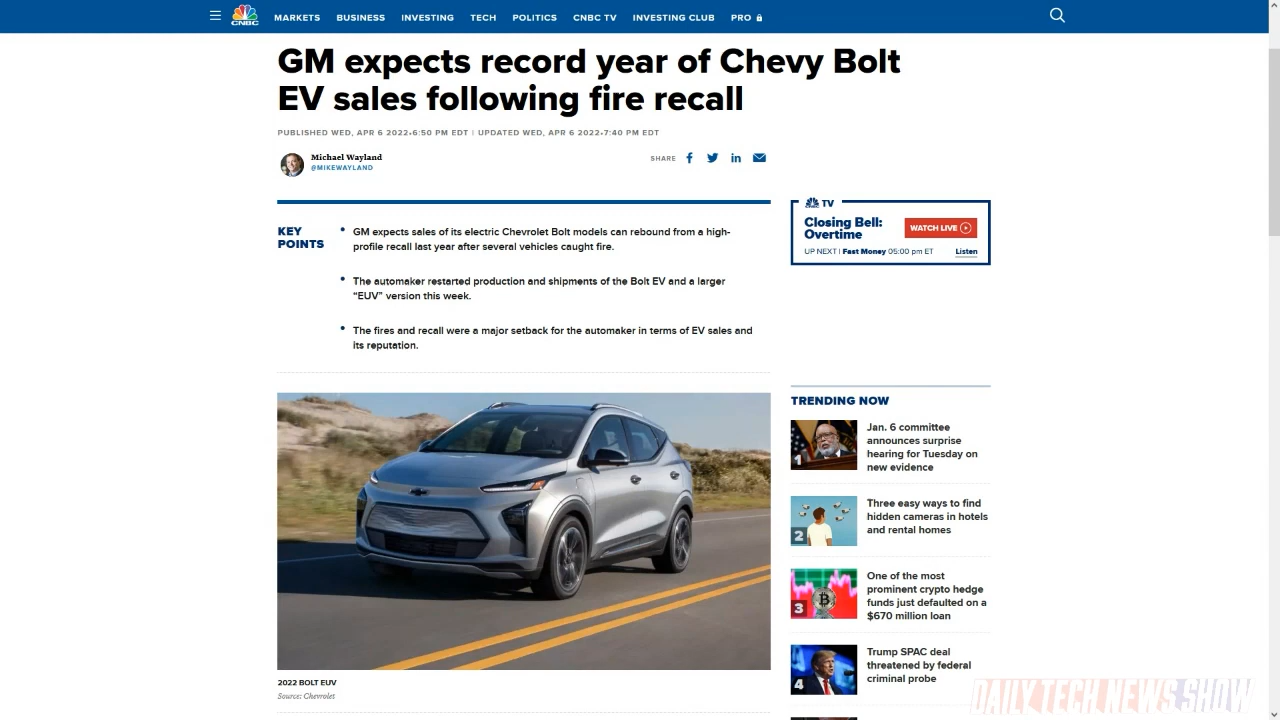 CNBC
MARKETS
BUSINESS
INVESTING
TECH
POLITICS
CNBC TV
INVESTING CLUB
PRO
GM expects record year of Chevy Bolt
EV sales following fire recall
PUBLISHED WED, APR 6 2022•6:50 PM EDT | UPDATED WED, APR 6 2022•7:40 PM EDT
Michael Wayland
@MIKEWAYLAND
SHARE
KEY
POINTS
• GM expects sales of its electric Chevrolet Bolt models can rebound from a high-
profile recall last year after several vehicles caught fire.
• The automaker restarted production and shipments of the Bolt EV and a larger
“EUV” version this week.
• The fires and recall were a major setback for the automaker in terms of EV sales and
its reputation.
2022 BOLT EUV
Source: Chevrolet
TV
Closing Bell:
Overtime
WATCH LIVE
UP NEXT | Fast Money 05:00 pm ET
Listen
TRENDING NOW
1
Jan. 6 committee
announces surprise
hearing for Tuesday on
new evidence
2
Three easy ways to find
hidden cameras in hotels
and rental homes
3
One of the most
prominent crypto hedge
funds just defaulted on a
$670 million loan
4
Trump SPAC deal
threatened by federal
criminal probe
DAILY TECH NEWS SHOW